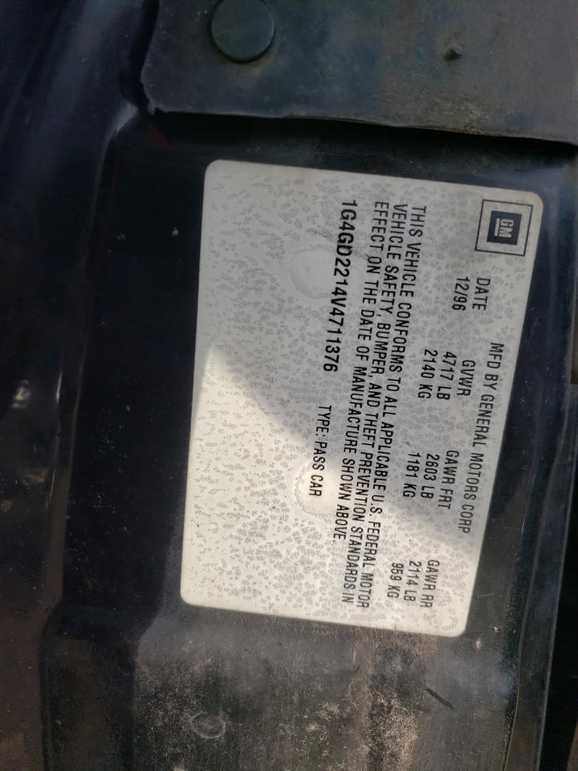 GM
MFD BY GENERAL MOTORS CORP
DATE GVWR GAWR FRT GAWR RR
12/96 4717 LB 2603 LB 2114 LB
2140 KG 1181 KG 959 KG
THIS VEHICLE CONFORMS TO ALL APPLICABLE U.S. FEDERAL MOTOR
VEHICLE SAFETY, BUMPER, AND THEFT PREVENTION STANDARDS IN
EFFECT ON THE DATE OF MANUFACTURE SHOWN ABOVE.
1G4GD2214V4711376 TYPE: PASS CAR